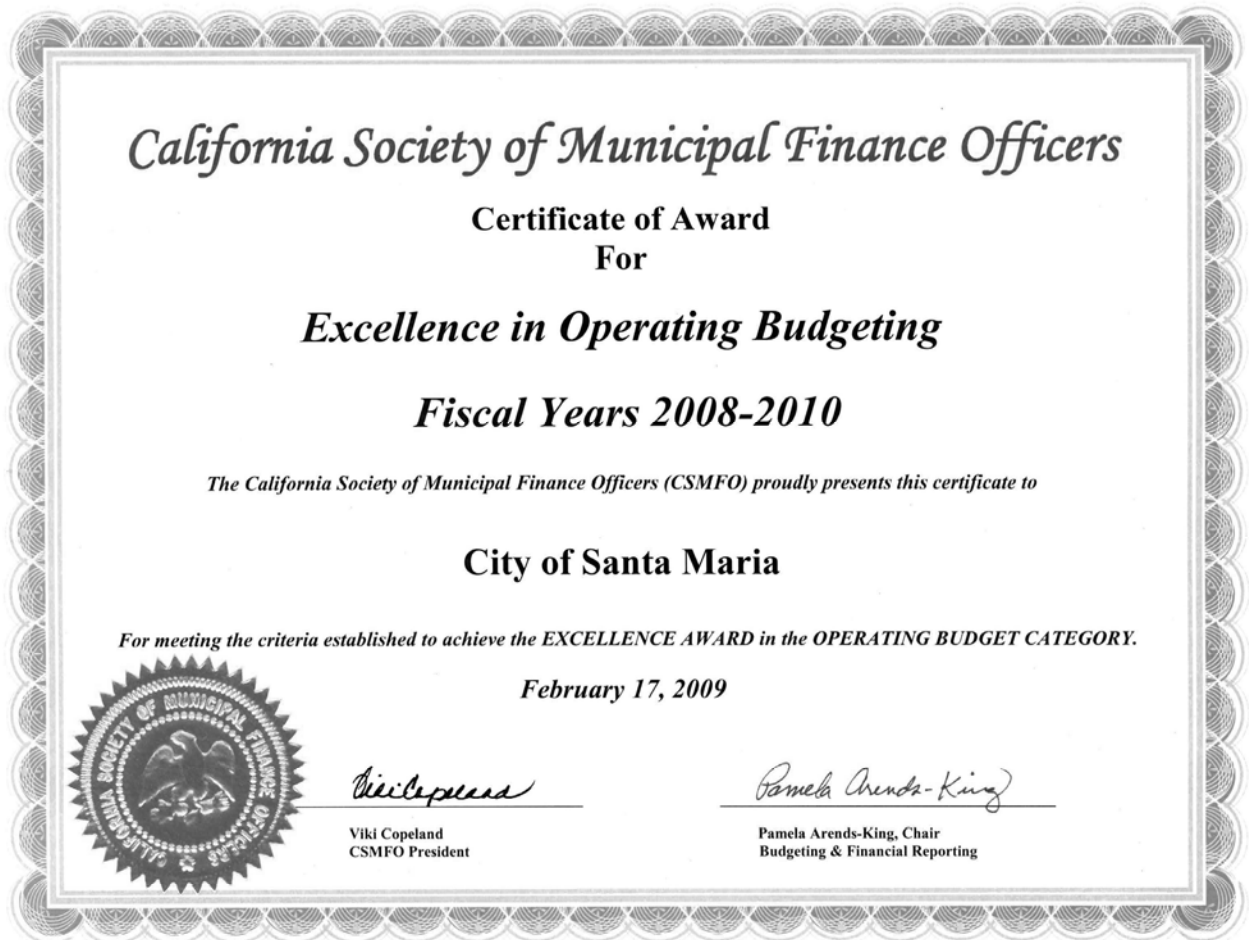 California Society of Municipal Finance Officers
Certificate of Award
For
Excellence in Operating Budgeting
Fiscal Years 2008-2010
The California Society of Municipal Finance Officers (CSMFO) proudly presents this certificate to
City of Santa Maria
For meeting the criteria established to achieve the EXCELLENCE AWARD in the OPERATING BUDGET CATEGORY.
February 17, 2009
CALIFORNIA SOCIETY OF MUNICIPAL FINANCE OFFICERS
Viki Copeland
Pamela Arends-King
Viki Copeland
CSMFO President
Pamela Arends-King, Chair
Budgeting & Financial Reporting